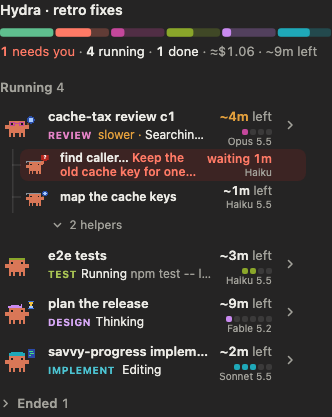 Hydra · retro fixes
1 needs you · 4 running · 1 done · ≈$1.06 · ~9m left
Running 4
cache-tax review c1 ~4m left
REVIEW slower · Searchin... Opus 5.5
find caller... Keep the old cache key for one... waiting 1m
Haiku
map the cache keys ~1m left
Haiku 5.5
2 helpers
e2e tests ~3m left
TEST Running npm test -- l... Haiku 5.5
plan the release ~9m left
DESIGN Thinking Fable 5.2
savvy-progress implem... ~2m left
IMPLEMENT Editing Sonnet 5.5
Ended 1